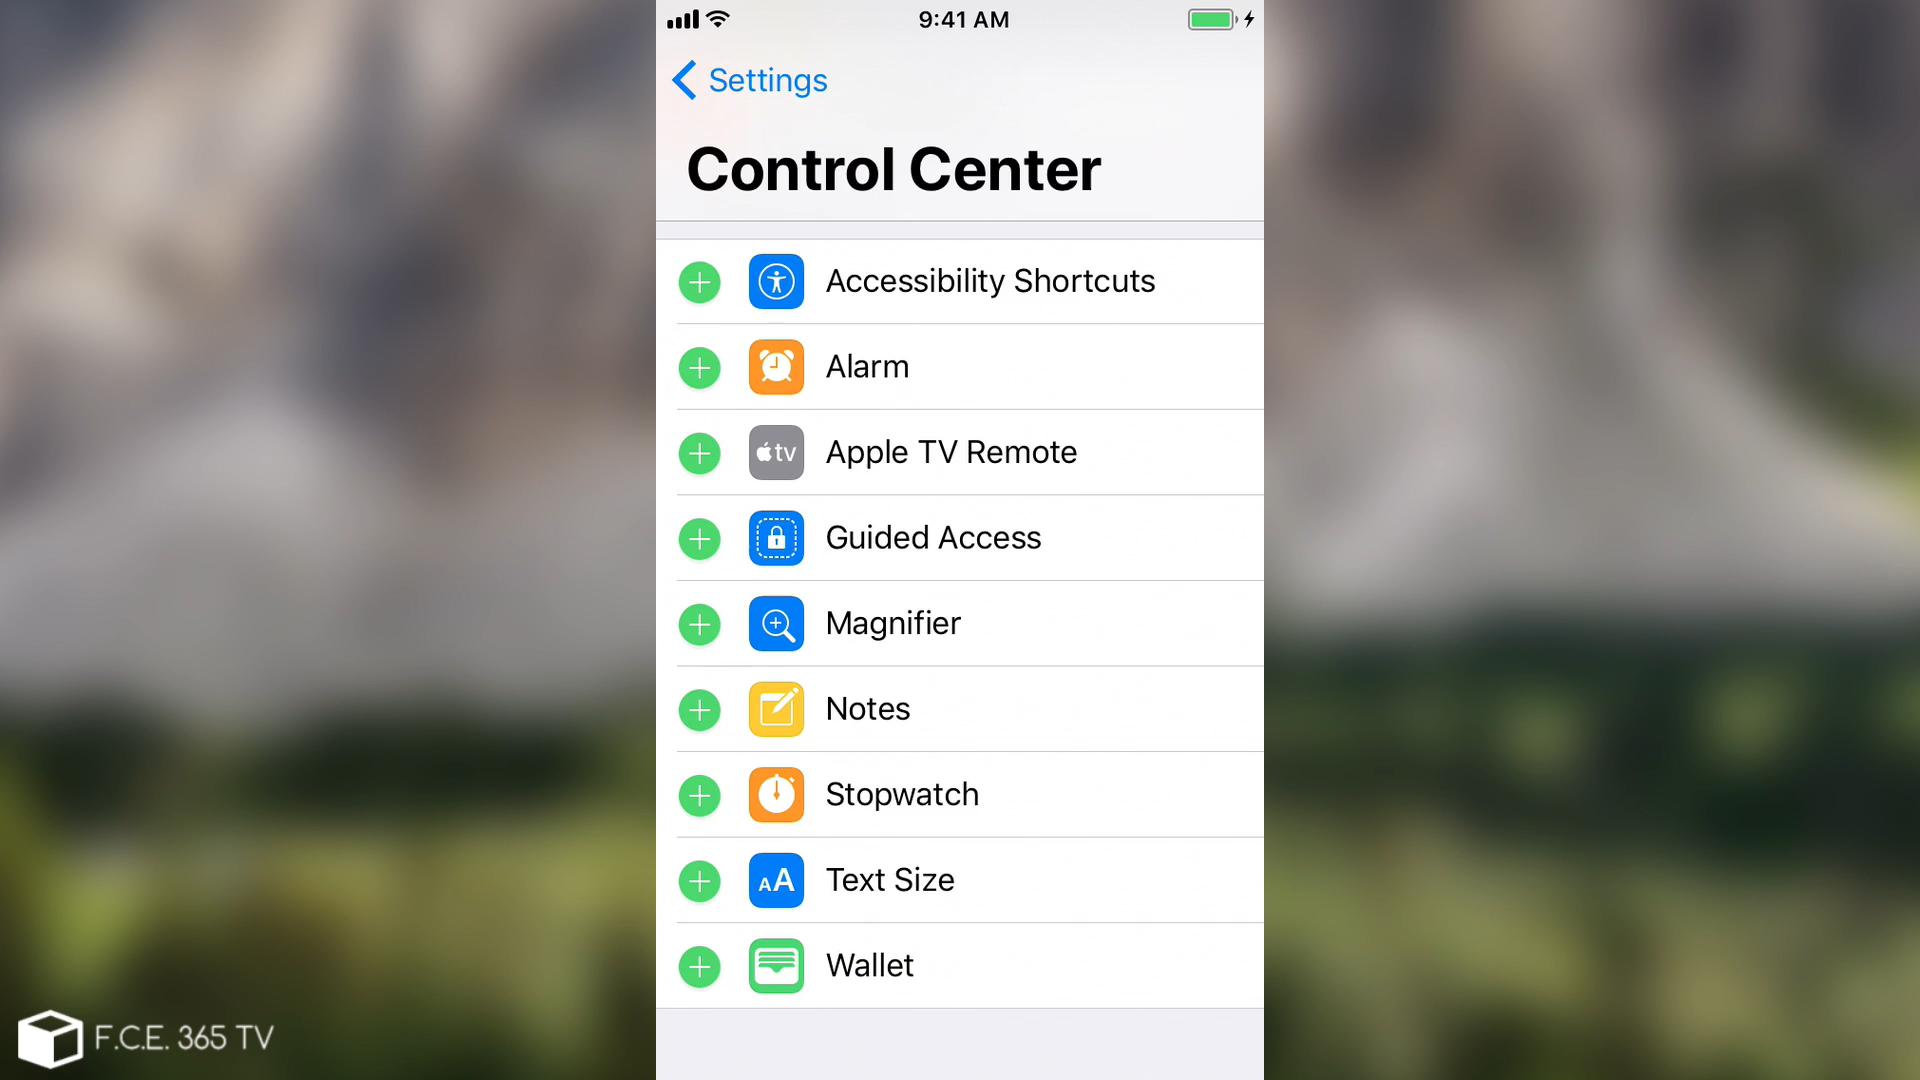 9:41 AM
Settings
Control Center
Accessibility Shortcuts
Alarm
tv
Apple TV Remote
Guided Access
Magnifier
Notes
Stopwatch
AA
Text Size
Wallet
F.C.E. 365 TV